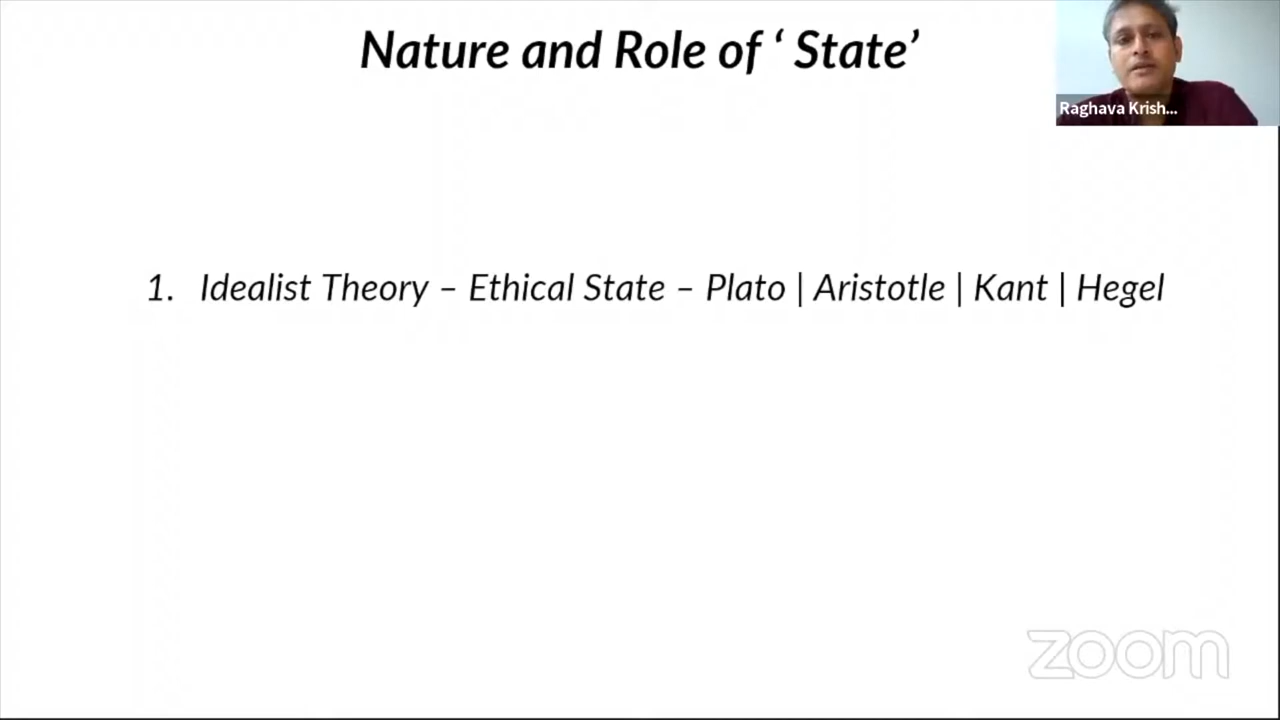 Nature and Role of ‘ State’
Raghava Krish...
1. Idealist Theory – Ethical State – Plato | Aristotle | Kant | Hegel
zoom